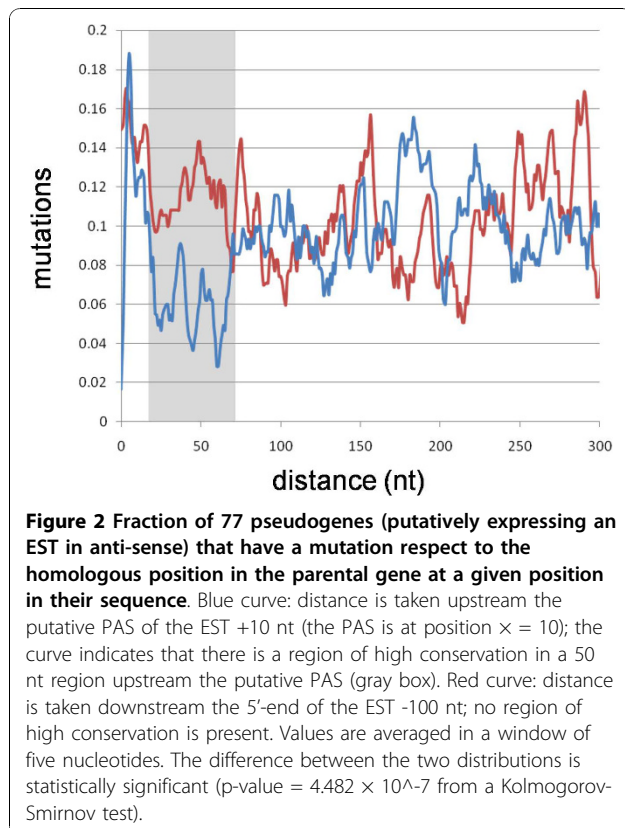 0.2
0.18
0.16
0.14
0.12
0.1
0.08
0.06
0.04
0.02
0
mutations
0 50 100 150 200 250 300
distance (nt)
Figure 2 Fraction of 77 pseudogenes (putatively expressing an
EST in anti-sense) that have a mutation respect to the
homologous position in the parental gene at a given position
in their sequence. Blue curve: distance is taken upstream the
putative PAS of the EST +10 nt (the PAS is at position × = 10); the
curve indicates that there is a region of high conservation in a 50
nt region upstream the putative PAS (gray box). Red curve: distance
is taken downstream the 5'-end of the EST -100 nt; no region of
high conservation is present. Values are averaged in a window of
five nucleotides. The difference between the two distributions is
statistically significant (p-value = 4.482 × 10^-7 from a Kolmogorov-
Smirnov test).